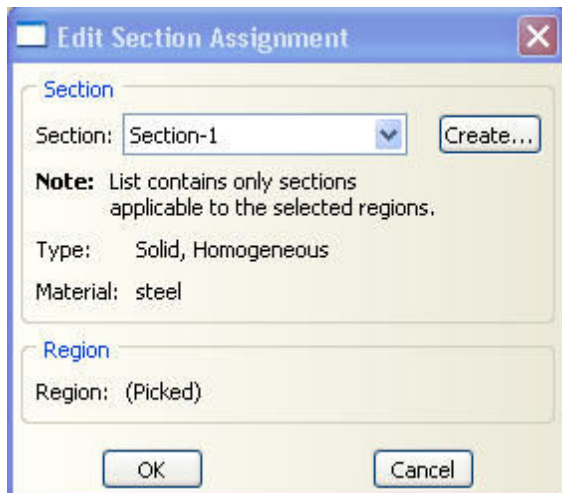 Edit Section Assignment
Section
Section: Section-1 Create...
Note: List contains only sections
applicable to the selected regions.
Type: Solid, Homogeneous
Material: steel
Region
Region: (Picked)
OK Cancel